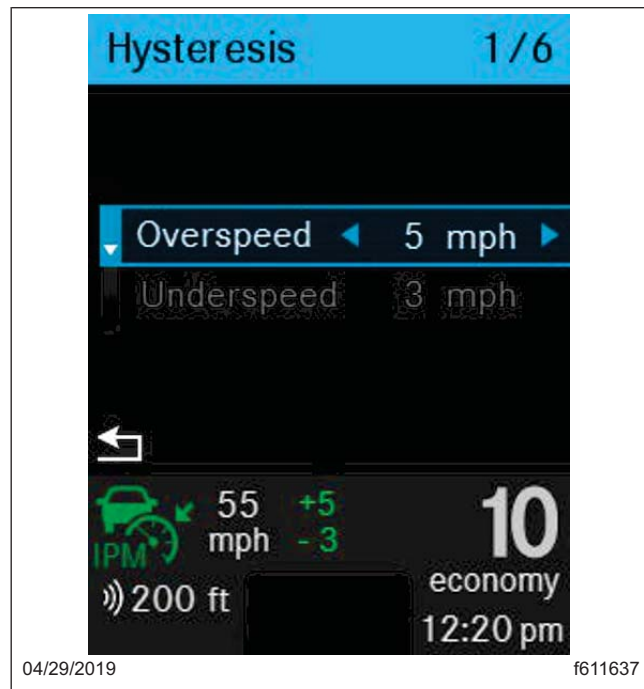 Hysteresis 1/6
Overspeed 5 mph
Underspeed 3 mph
IPM
55 mph
+5
- 3
200 ft
10
economy
12:20 pm
04/29/2019 f611637